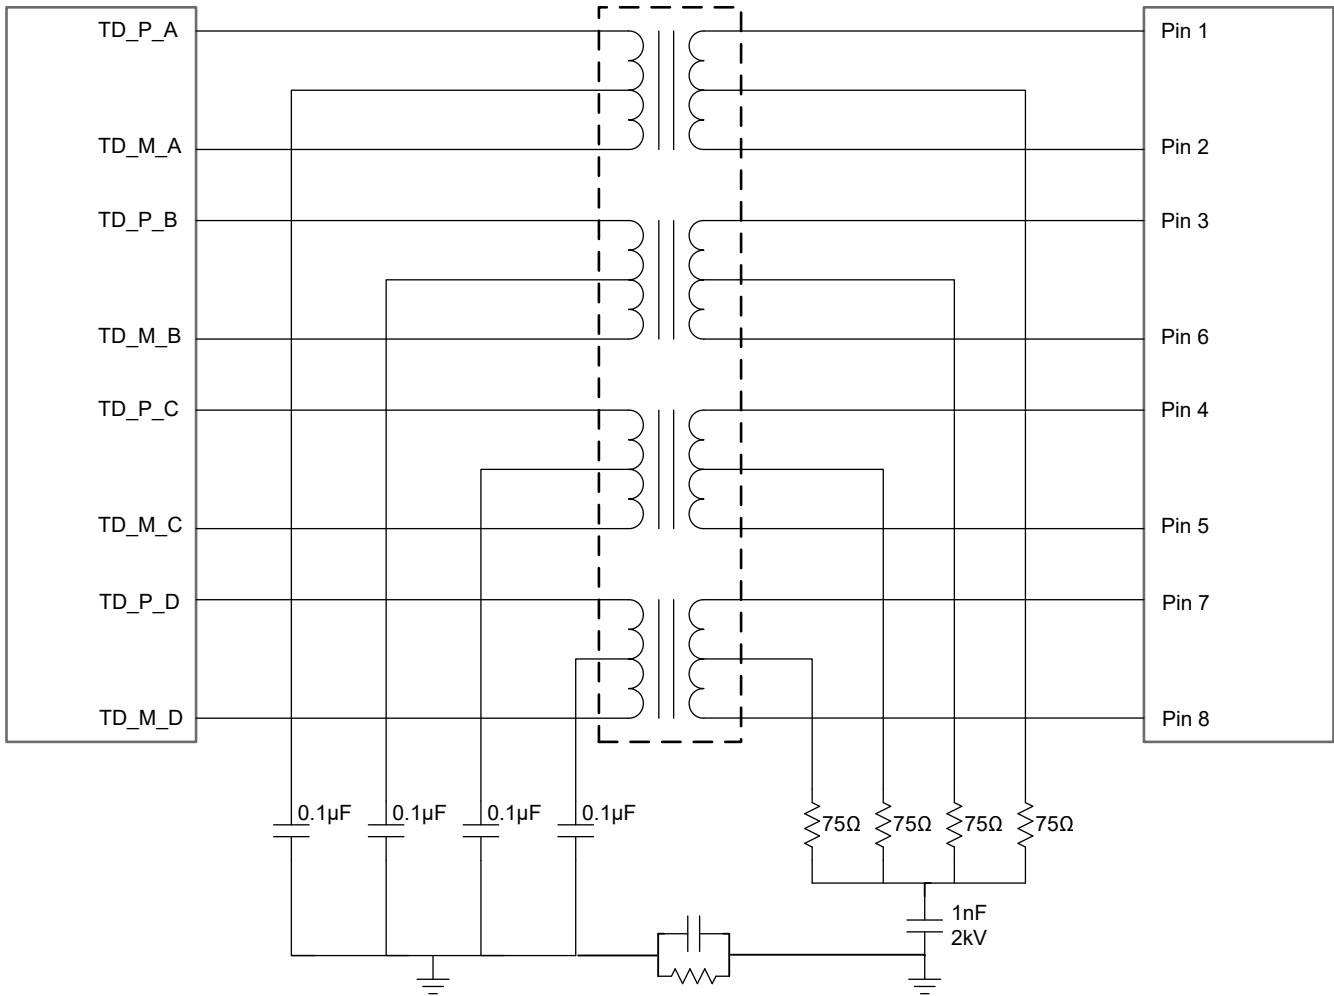 TD_P_A
Pin 1
TD_M_A
Pin 2
TD_P_B
Pin 3
TD_M_B
Pin 6
TD_P_C
Pin 4
TD_M_C
Pin 5
TD_P_D
Pin 7
TD_M_D
Pin 8
0.1µF
0.1µF
0.1µF
0.1µF
75Ω
75Ω
75Ω
75Ω
1nF
2kV